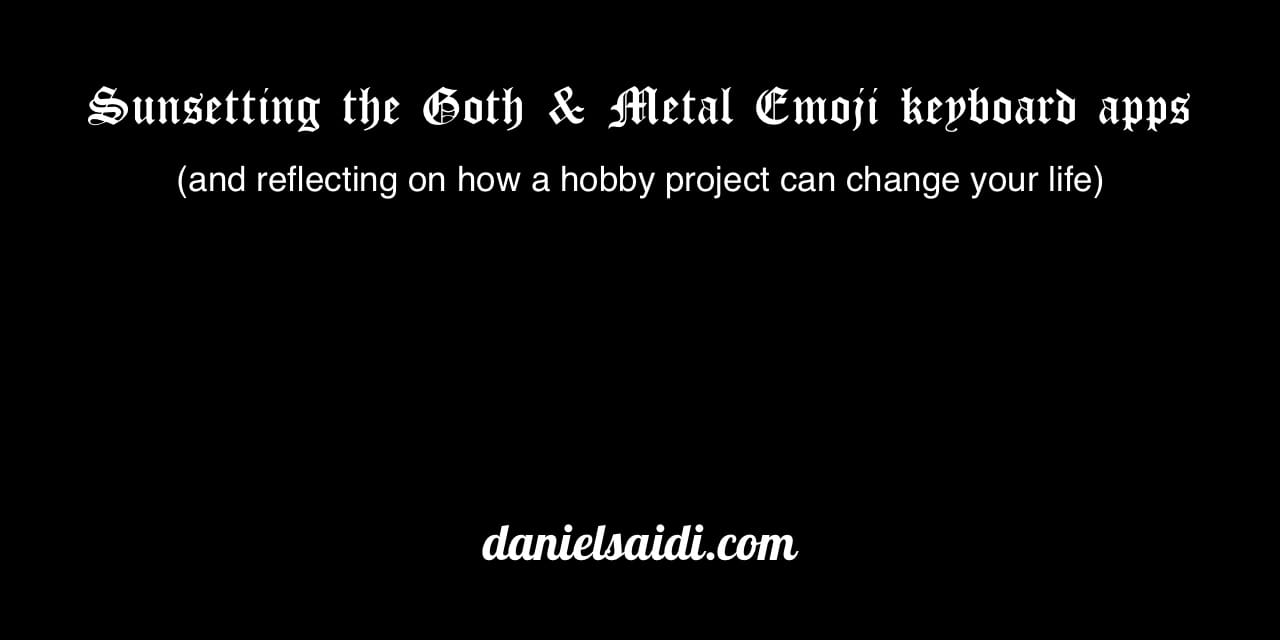 Sunsetting the Goth & Metal Emoji keyboard apps
(and reflecting on how a hobby project can change your life)
danielsaidi.com